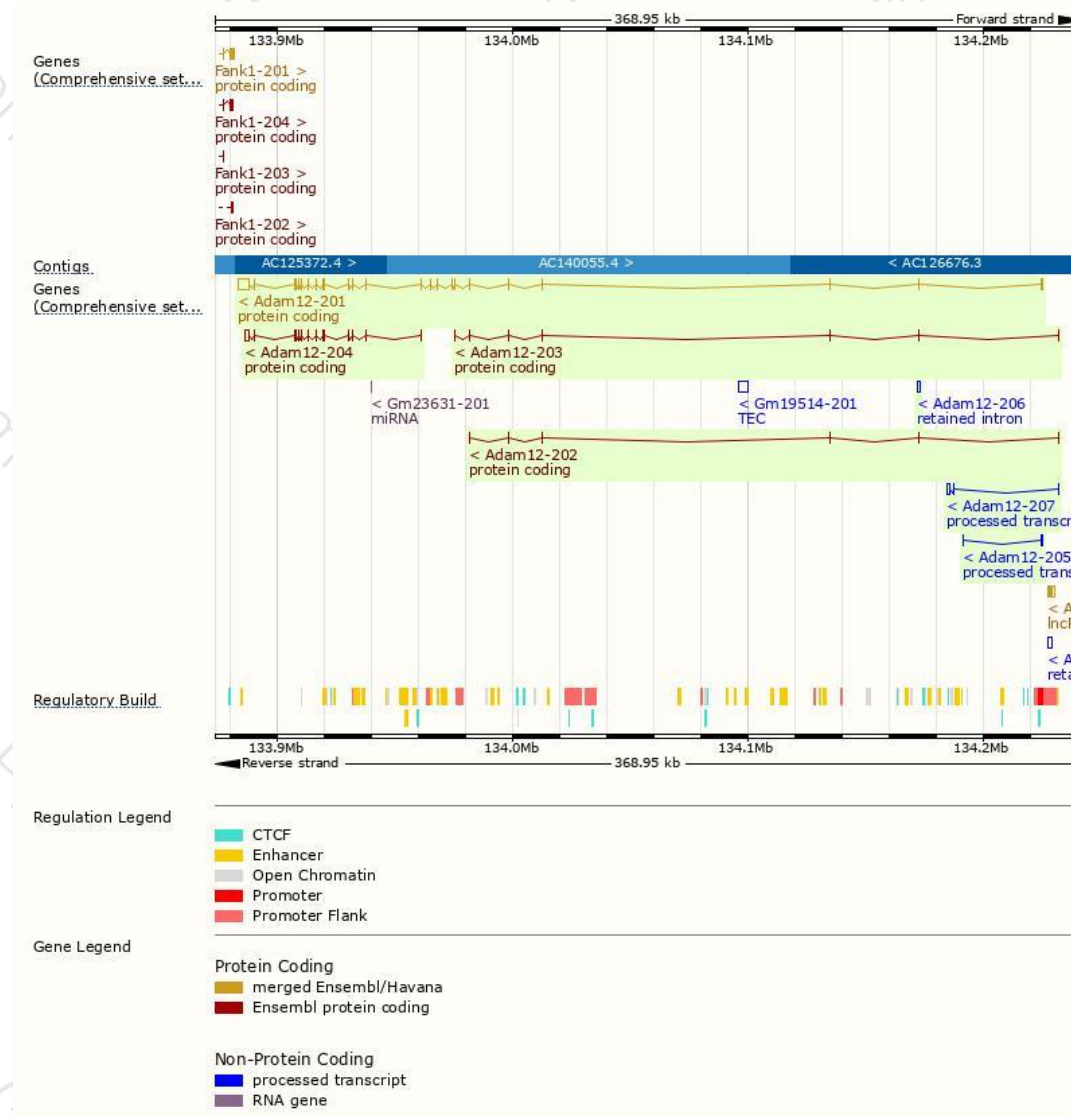 368.95 kb Forward strand
133.9Mb 134.0Mb 134.1Mb 134.2Mb
Genes
(Comprehensive set...
Fank1-201 >
protein coding
Fank1-204 >
protein coding
Fank1-203 >
protein coding
Fank1-202 >
protein coding
Contigs
AC125372.4 > AC140055.4 > < AC126676.3
Genes
(Comprehensive set...
< Adam12-201
protein coding
< Adam12-204 < Adam12-203
protein coding protein coding
< Gm23631-201 < Gm19514-201 < Adam12-206
miRNA TEC retained intron
< Adam12-202
protein coding
< Adam12-207
processed transcr
< Adam12-205
processed trans
< A
lncR
< A
reta
Regulatory Build
133.9Mb 134.0Mb 134.1Mb 134.2Mb
Reverse strand 368.95 kb
Regulation Legend
CTCF
Enhancer
Open Chromatin
Promoter
Promoter Flank
Gene Legend
Protein Coding
merged Ensembl/Havana
Ensembl protein coding
Non-Protein Coding
processed transcript
RNA gene